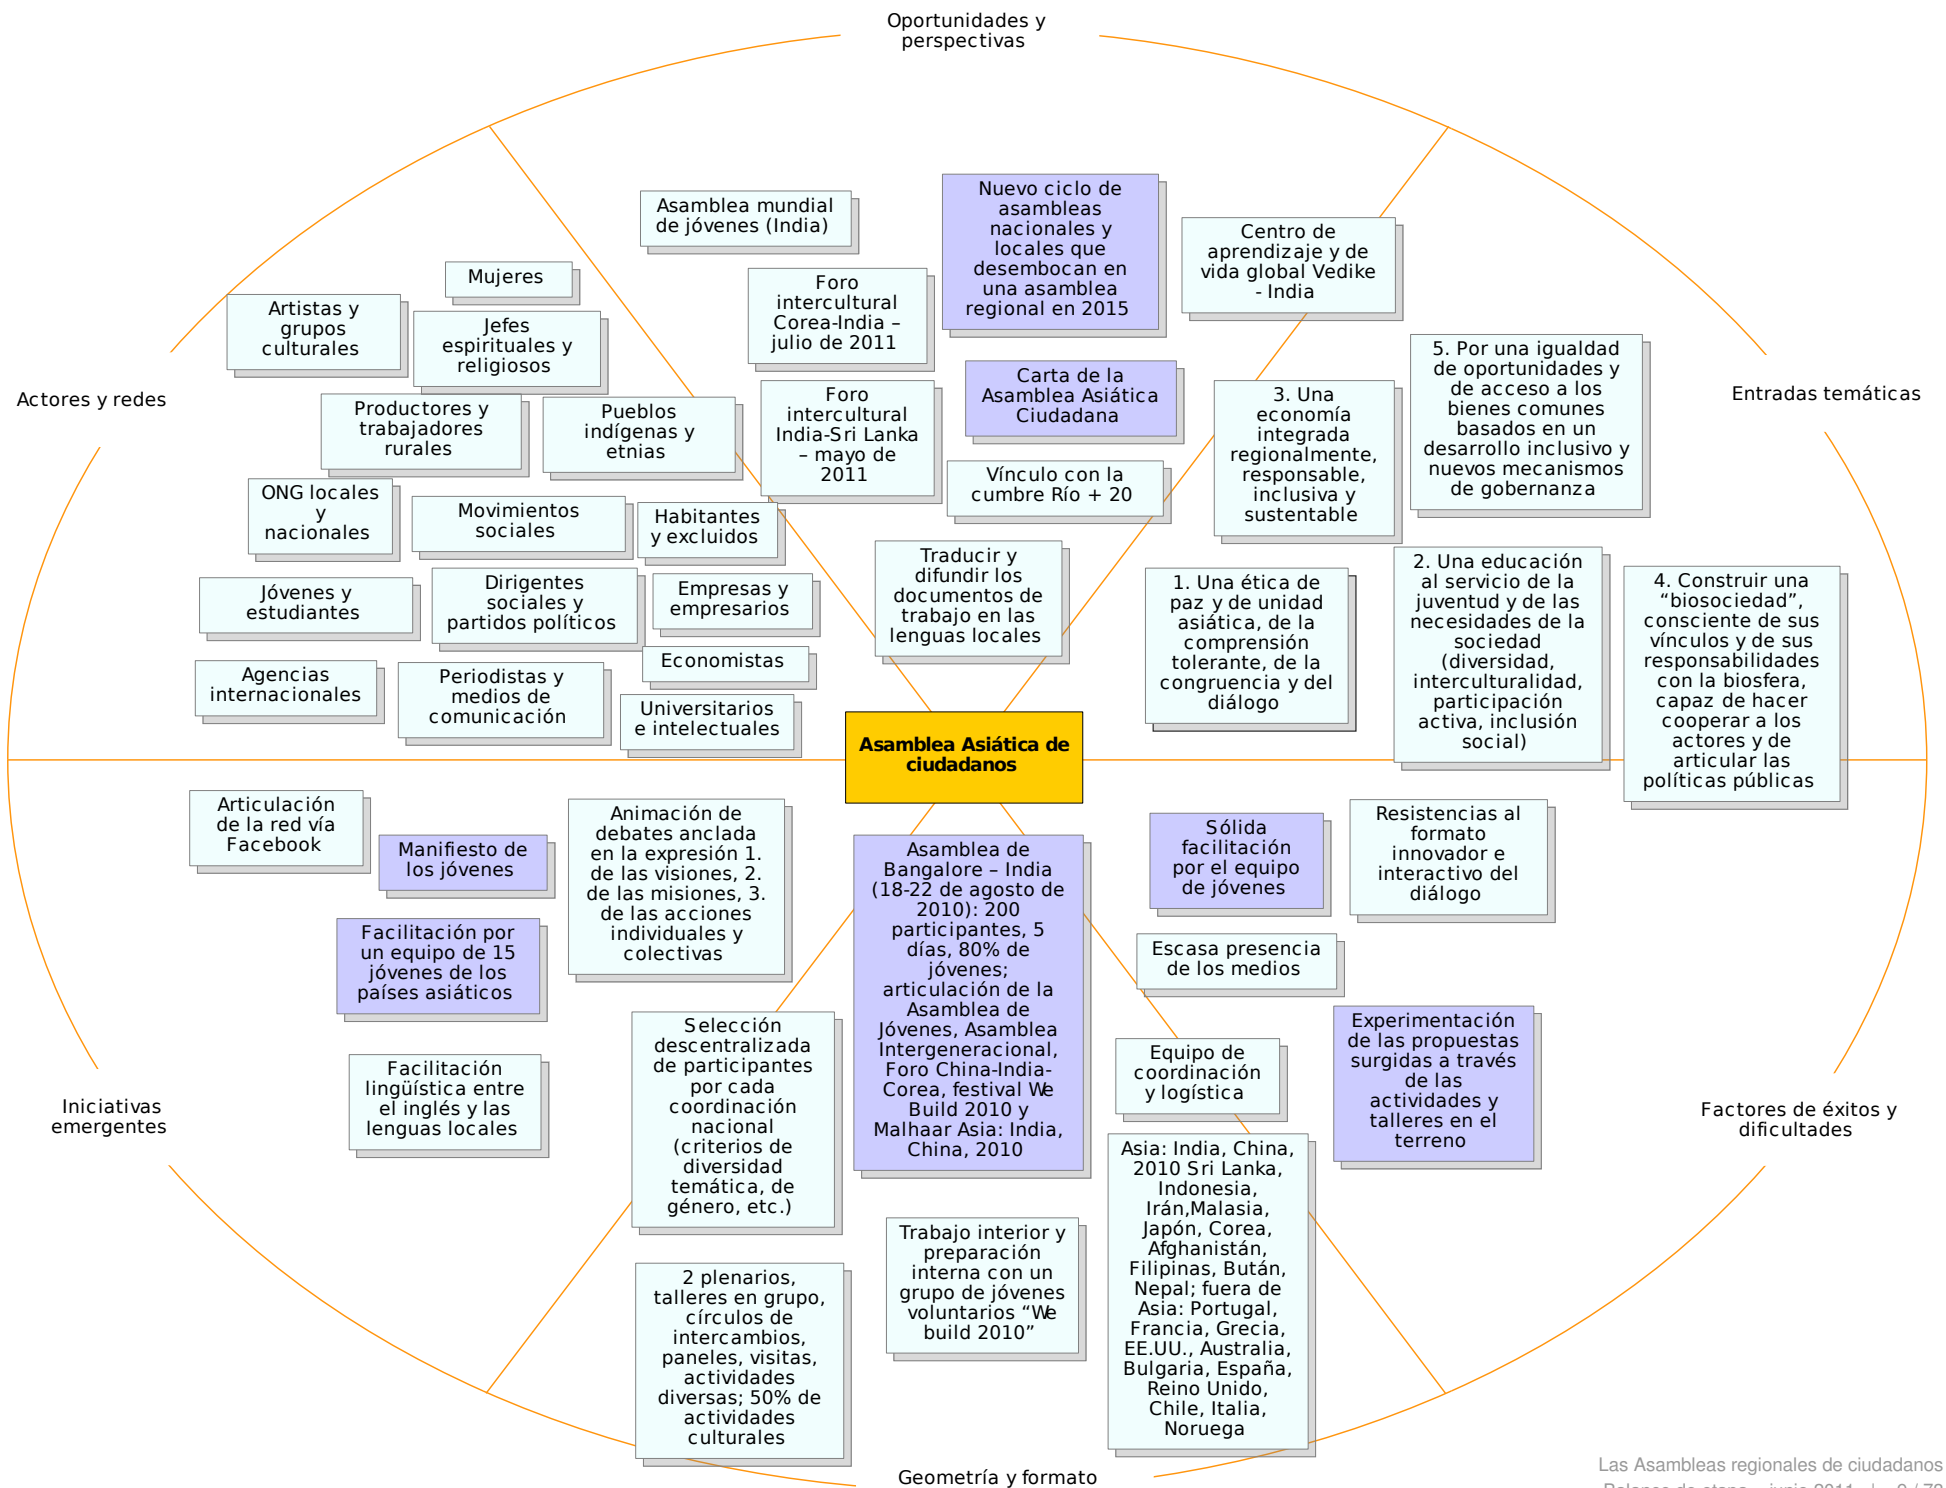 Oportunidades y
perspectivas
Asamblea mundial
de jóvenes (India)
Nuevo ciclo de
asambleas
nacionales y
locales que
desembocan en
una asamblea
regional en 2015
Centro de
aprendizaje y de
vida global Vedike
- India
Foro
intercultural
Corea-India –
julio de 2011
Carta de la
Asamblea Asiática
Ciudadana
Foro
intercultural
India-Sri Lanka
– mayo de
2011
Vínculo con la
cumbre Río + 20
Traducir y
difundir los
documentos de
trabajo en las
lenguas locales
Actores y redes
Mujeres
Artistas y
grupos
culturales
Jefes
espirituales y
religiosos
Productores y
trabajadores
rurales
Pueblos
indígenas y
etnias
ONG locales
y
nacionales
Movimientos
sociales
Habitantes
y excluidos
Jóvenes y
estudiantes
Dirigentes
sociales y
partidos políticos
Empresas y
empresarios
Economistas
Agencias
internacionales
Periodistas y
medios de
comunicación
Universitarios
e intelectuales
Entradas temáticas
5. Por una igualdad
de oportunidades y
de acceso a los
bienes comunes
basados en un
desarrollo inclusivo y
nuevos mecanismos
de gobernanza
3. Una
economía
integrada
regionalmente,
responsable,
inclusiva y
sustentable
1. Una ética de
paz y de unidad
asiática, de la
comprensión
tolerante, de la
congruencia y del
diálogo
2. Una educación
al servicio de la
juventud y de las
necesidades de la
sociedad
(diversidad,
interculturalidad,
participación
activa, inclusión
social)
4. Construir una
“biosociedad”,
consciente de sus
vínculos y de sus
responsabilidades
con la biosfera,
capaz de hacer
cooperar a los
actores y de
articular las
políticas públicas
Asamblea Asiática de
ciudadanos
Articulación
de la red vía
Facebook
Manifiesto de
los jóvenes
Animación de
debates anclada
en la expresión 1.
de las visiones, 2.
de las misiones, 3.
de las acciones
individuales y
colectivas
Facilitación por
un equipo de 15
jóvenes de los
países asiáticos
Facilitación
lingüística entre
el inglés y las
lenguas locales
Iniciativas
emergentes
Selección
descentralizada
de participantes
por cada
coordinación
nacional
(criterios de
diversidad
temática, de
género, etc.)
Asamblea de
Bangalore – India
(18-22 de agosto de
2010): 200
participantes, 5
días, 80% de
jóvenes;
articulación de la
Asamblea de
Jóvenes, Asamblea
Intergeneracional,
Foro China-India-
Corea, festival We
Build 2010 y
Malhaar Asia: India,
China, 2010
2 plenarios,
talleres en grupo,
círculos de
intercambios,
paneles, visitas,
actividades
diversas; 50% de
actividades
culturales
Trabajo interior y
preparación
interna con un
grupo de jóvenes
voluntarios “We
build 2010”
Asia: India, China,
2010 Sri Lanka,
Indonesia,
Irán,Malasia,
Japón, Corea,
Afghanistán,
Filipinas, Bután,
Nepal; fuera de
Asia: Portugal,
Francia, Grecia,
EE.UU., Australia,
Bulgaria, España,
Reino Unido,
Chile, Italia,
Noruega
Geometría y formato
Sólida
facilitación
por el equipo
de jóvenes
Resistencias al
formato
innovador e
interactivo del
diálogo
Escasa presencia
de los medios
Equipo de
coordinación
y logística
Experimentación
de las propuestas
surgidas a través
de las
actividades y
talleres en el
terreno
Factores de éxitos y
dificultades
Las Asambleas regionales de ciudadanos
Balance de etapa – junio 2011 | 9 / 78